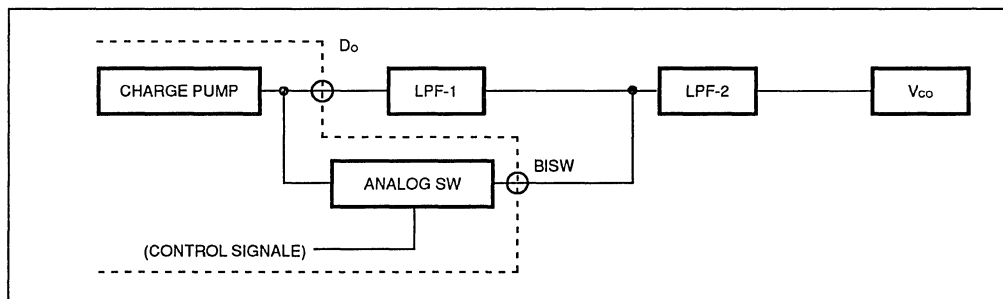 Do
CHARGE PUMP
LPF-1
LPF-2
Vco
BISW
ANALOG SW
(CONTROL SIGNALE)